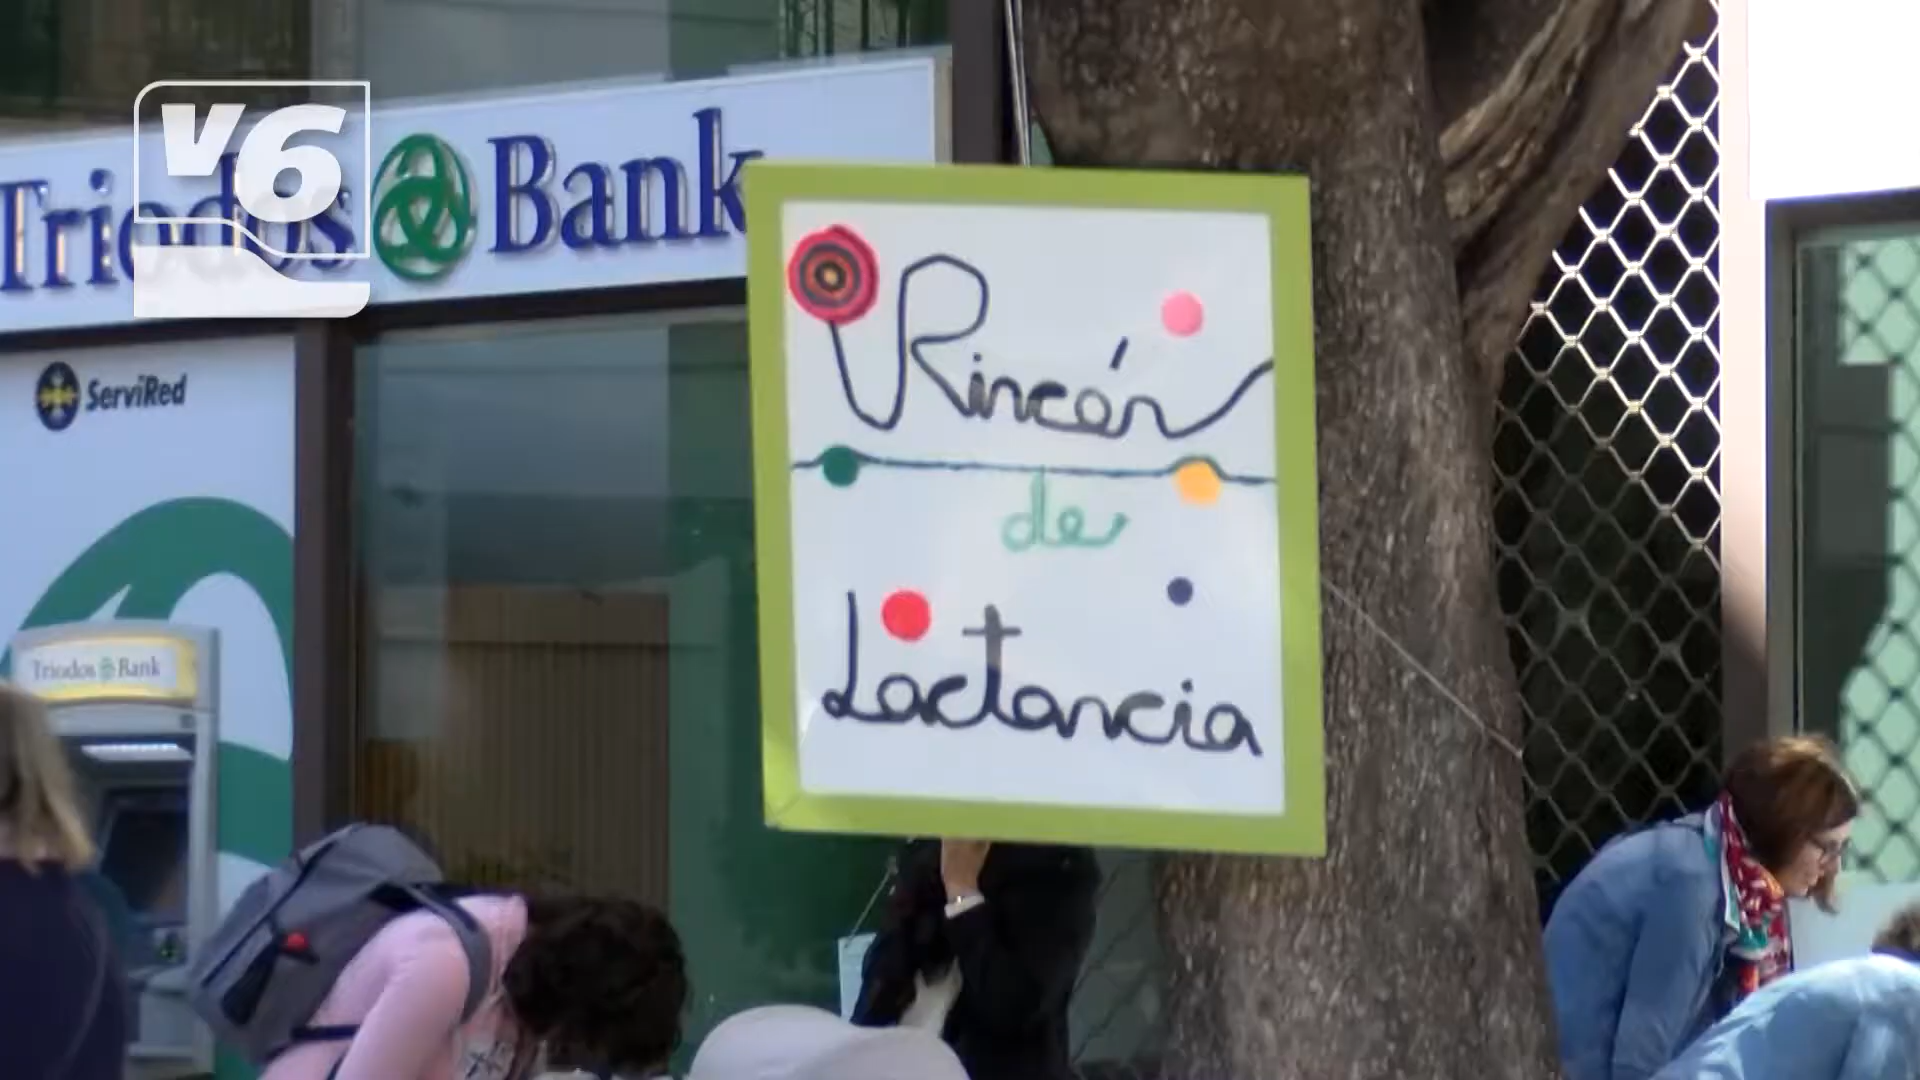 V6
Triodos Bank
ServiRed
Triodos Bank
Rincón
de
Lactancia